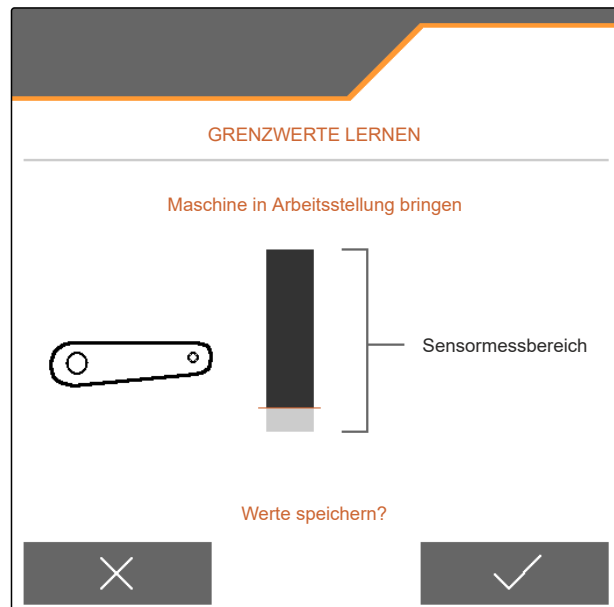 GRENZWERTE LERNEN
Maschine in Arbeitsstellung bringen
Sensormessbereich
Werte speichern?